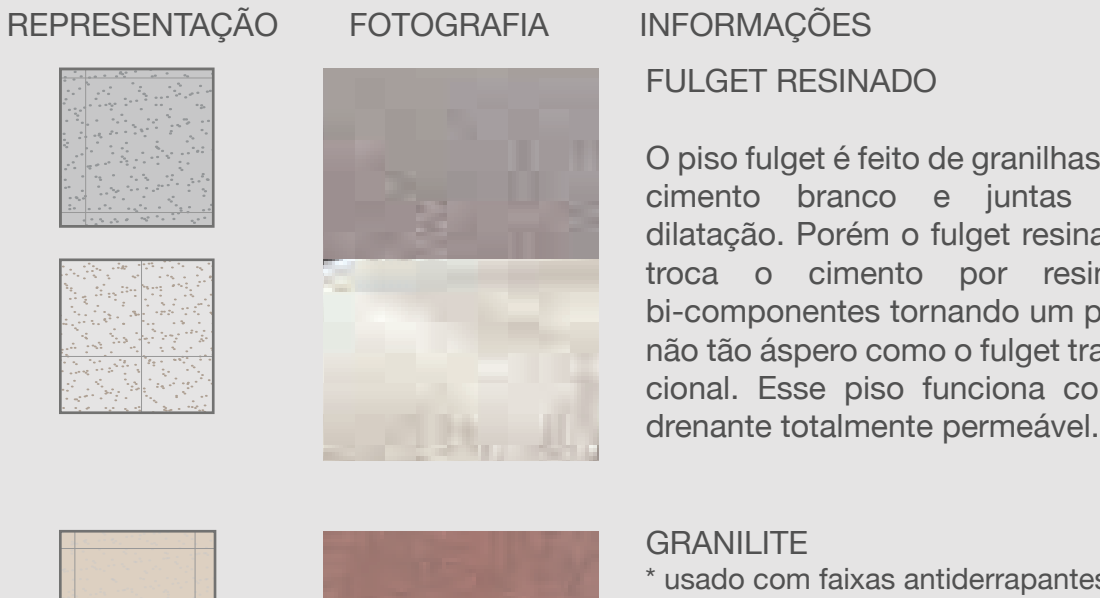 REPRESENTAÇÃO FOTOGRAFIA INFORMAÇÕES
FULGET RESINADO
O piso fulget é feito de granilhas
cimento branco e juntas
dilatação. Porém o fulget resina
troca o cimento por resi
bi-componentes tornando um p
não tão áspero como o fulget tra
cional. Esse piso funciona co
drenante totalmente permeável.
GRANILITE
* usado com faixas antiderrapantes